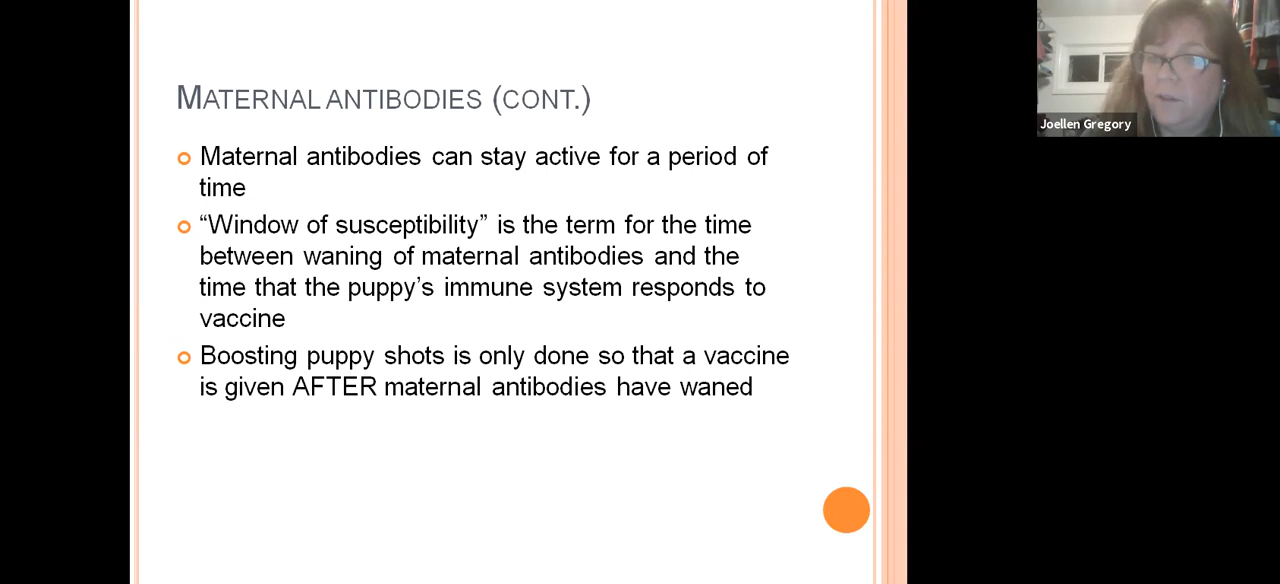 MATERNAL ANTIBODIES (CONT.)
Maternal antibodies can stay active for a period of
time
“Window of susceptibility” is the term for the time
between waning of maternal antibodies and the
time that the puppy’s immune system responds to
vaccine
Boosting puppy shots is only done so that a vaccine
is given AFTER maternal antibodies have waned
Joellen Gregory